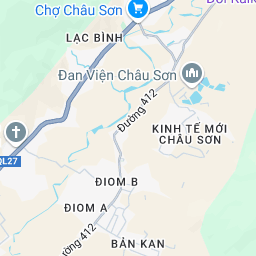 Chợ Châu Sơn
LẠC BÌNH
Đan Viện Châu Sơn
Đường 412
KINH TẾ MỚI
CHÂU SƠN
QL27
ĐIOM B
ĐIOM A
Đường 412
BẢN KAN